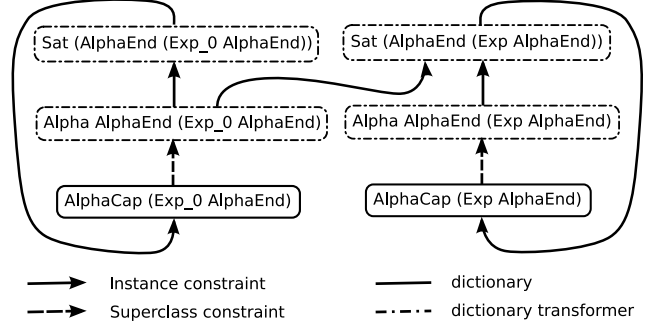 Sat (AlphaEnd (Exp_0 AlphaEnd))
Sat (AlphaEnd (Exp AlphaEnd))
Alpha AlphaEnd (Exp_0 AlphaEnd)
Alpha AlphaEnd (Exp AlphaEnd)
AlphaCap (Exp_0 AlphaEnd)
AlphaCap (Exp AlphaEnd)
Instance constraint
dictionary
Superclass constraint
dictionary transformer